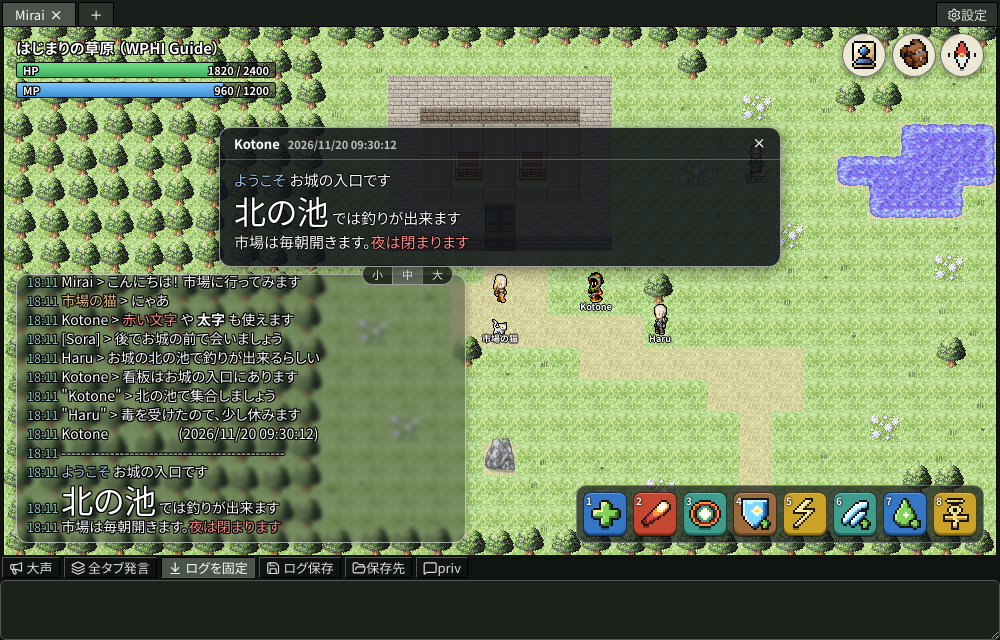 Mirai ×
+
設定
はじまりの草原 (WPHI Guide)
HP 1820 / 2400
MP 960 / 1200
Kotone 2026/11/20 09:30:12 ×
ようこそ お城の入口です
北の池 では釣りが出来ます
市場は毎朝開きます。夜は閉まります
小 中 大
18:11 Mirai > こんにちは! 市場に行ってみます
18:11 市場の猫 > にゃあ
18:11 Kotone > 赤い文字 や 太字 も使えます
18:11 [Sora] > 後でお城の前で会いましょう
18:11 Haru > お城の北の池で釣りが出来るらしい
18:11 Kotone > 看板はお城の入口にあります
18:11 "Kotone" > 北の池で集合しましょう
18:11 "Haru" > 毒を受けたので、少し休みます
18:11 Kotone (2026/11/20 09:30:12)
18:11 ----------------------------------------
18:11 ようこそ お城の入口です
18:11 北の池 では釣りが出来ます
18:11 市場は毎朝開きます。夜は閉まります
Sora
Kotone
市場の猫
Haru
1 2 3 4 5 6 7 8
大声 全タブ発言 ログを固定 ログ保存 保存先 priv